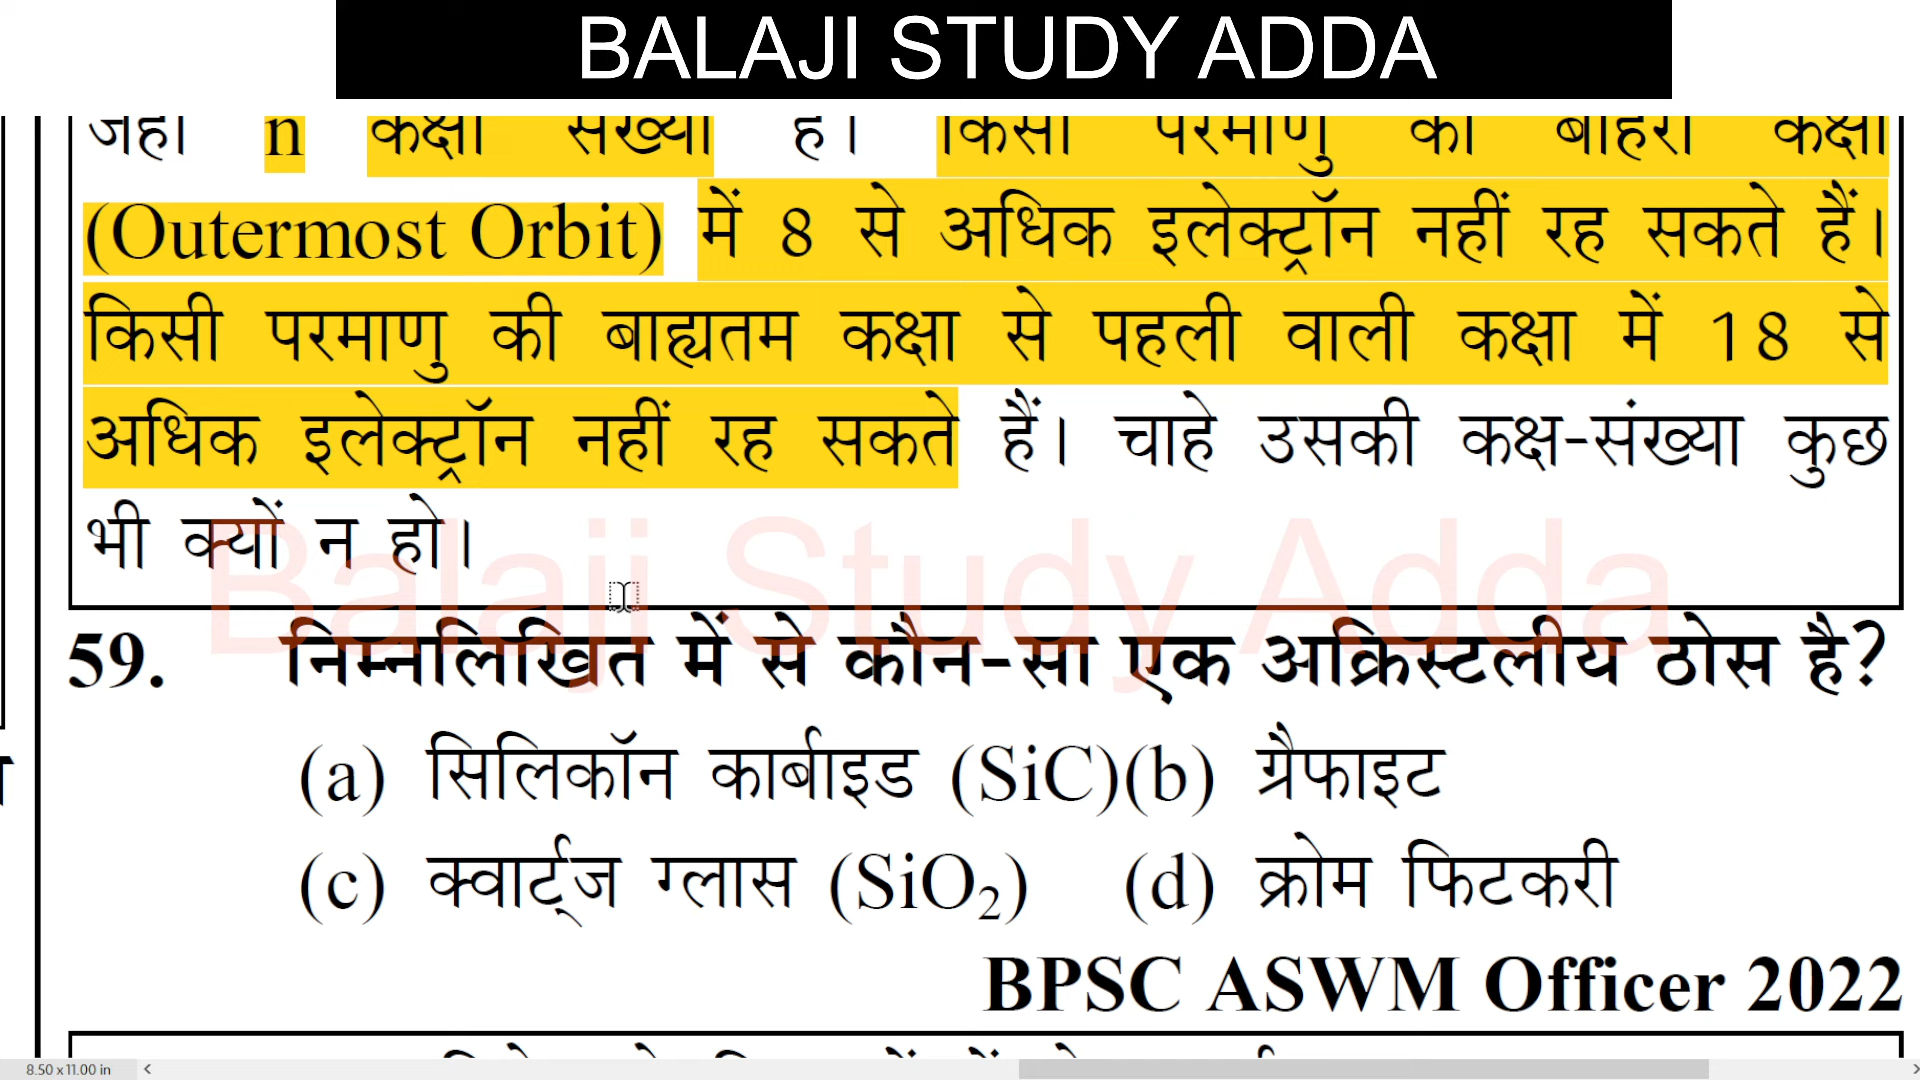 BALAJI STUDY ADDA
जहाँ n कक्षा संख्या है। किसी परमाणु की बाहरी कक्षा
(Outermost Orbit) में 8 से अधिक इलेक्ट्रॉन नहीं रह सकते हैं।
किसी परमाणु की बाह्यतम कक्षा से पहली वाली कक्षा में 18 से
अधिक इलेक्ट्रॉन नहीं रह सकते हैं। चाहे उसकी कक्ष-संख्या कुछ
भी क्यों न हो।
Balaji Study Adda
59. निम्नलिखित में से कौन-सा एक अक्रिस्टलीय ठोस है?
(a) सिलिकॉन कार्बाइड (SiC)(b) ग्रैफाइट
(c) क्वार्ट्ज ग्लास (SiO₂) (d) क्रोम फिटकरी
BPSC ASWM Officer 2022
8.50 x 11.00 in